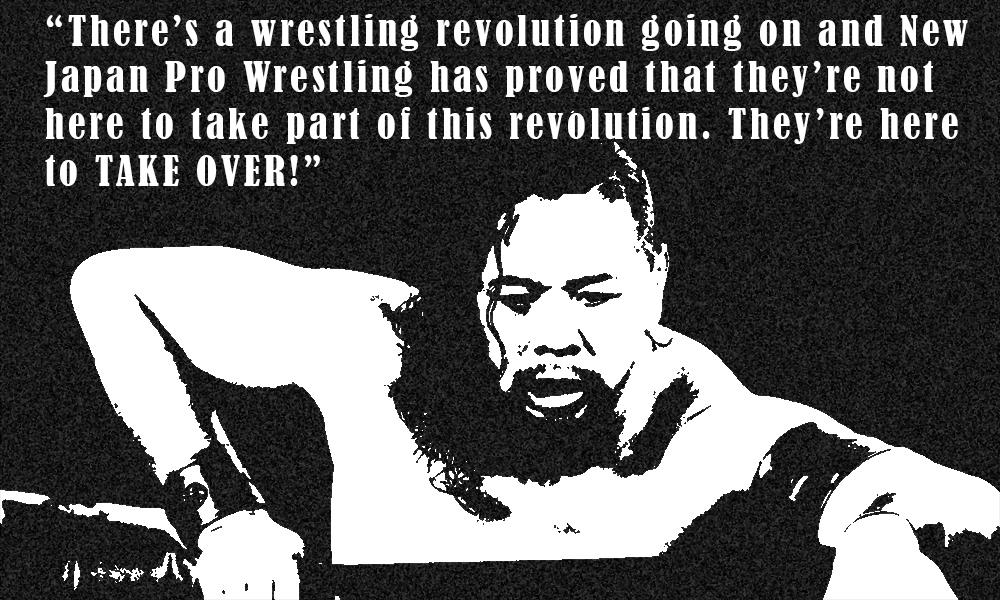 “There’s a wrestling revolution going on and New
Japan Pro Wrestling has proved that they’re not
here to take part of this revolution. They’re here
to TAKE OVER!”